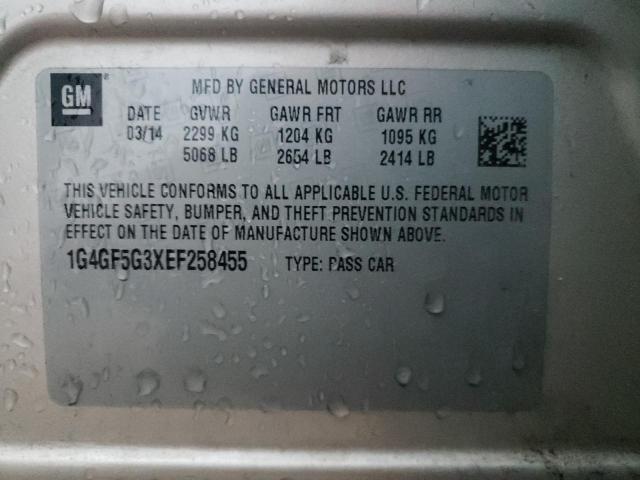 GM
MFD BY GENERAL MOTORS LLC
DATE GVWR GAWR FRT GAWR RR
03/14 2299 KG 1204 KG 1095 KG
5068 LB 2654 LB 2414 LB
THIS VEHICLE CONFORMS TO ALL APPLICABLE U.S. FEDERAL MOTOR
VEHICLE SAFETY, BUMPER, AND THEFT PREVENTION STANDARDS IN
EFFECT ON THE DATE OF MANUFACTURE SHOWN ABOVE.
1G4GF5G3XEF258455 TYPE: PASS CAR